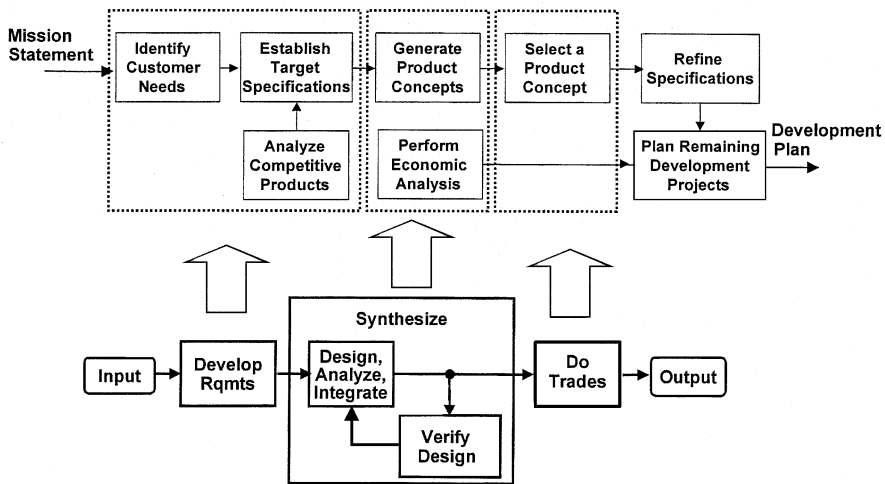 Mission
Statement
Identify
Customer
Needs
Establish
Target
Specifications
Generate
Product
Concepts
Select a
Product
Concept
Refine
Specifications
Analyze
Competitive
Products
Perform
Economic
Analysis
Plan Remaining
Development
Projects
Development
Plan
Synthesize
Input
Develop
Rqmts
Design,
Analyze,
Integrate
Verify
Design
Do
Trades
Output